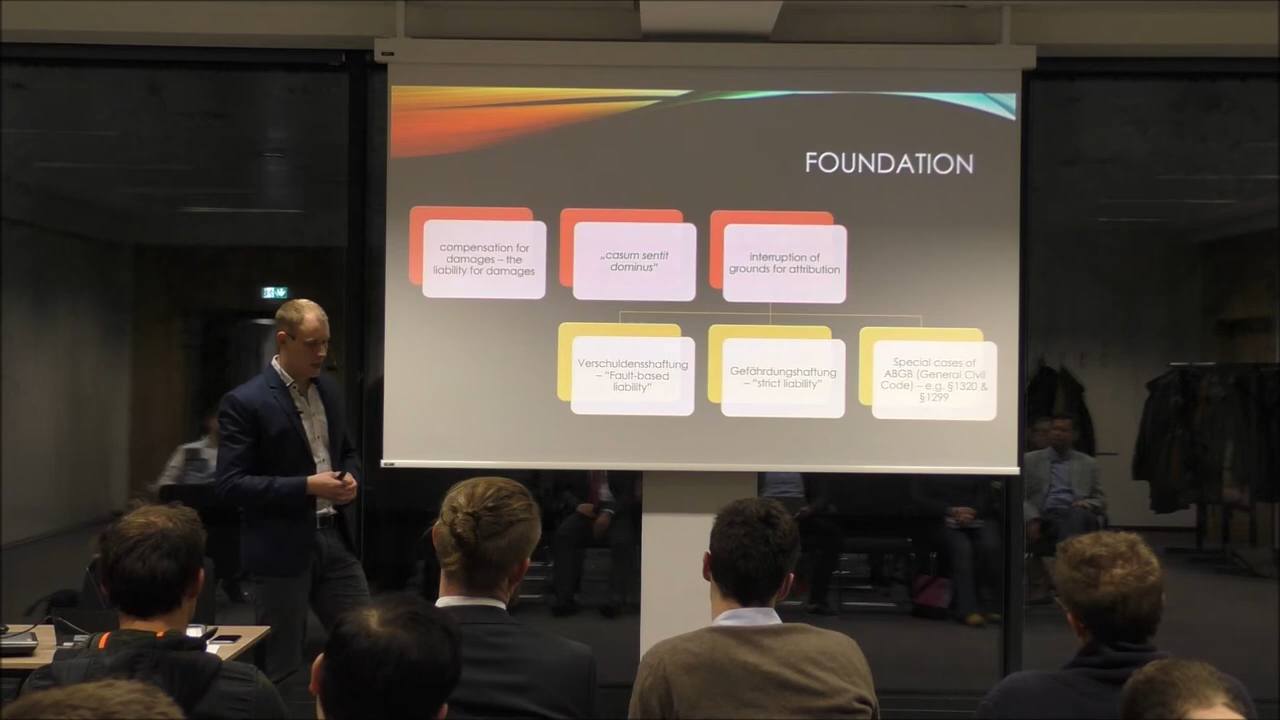 FOUNDATION
compensation for
damages – the
liability for damages
„casum sentit
dominus“
interruption of
grounds for attribution
Verschuldensshaftung
– “Fault-based
liability”
Gefährdungshaftung
– “strict liability”
Special cases of
ABGB (General Civil
Code) – e.g. §1320 &
§1299